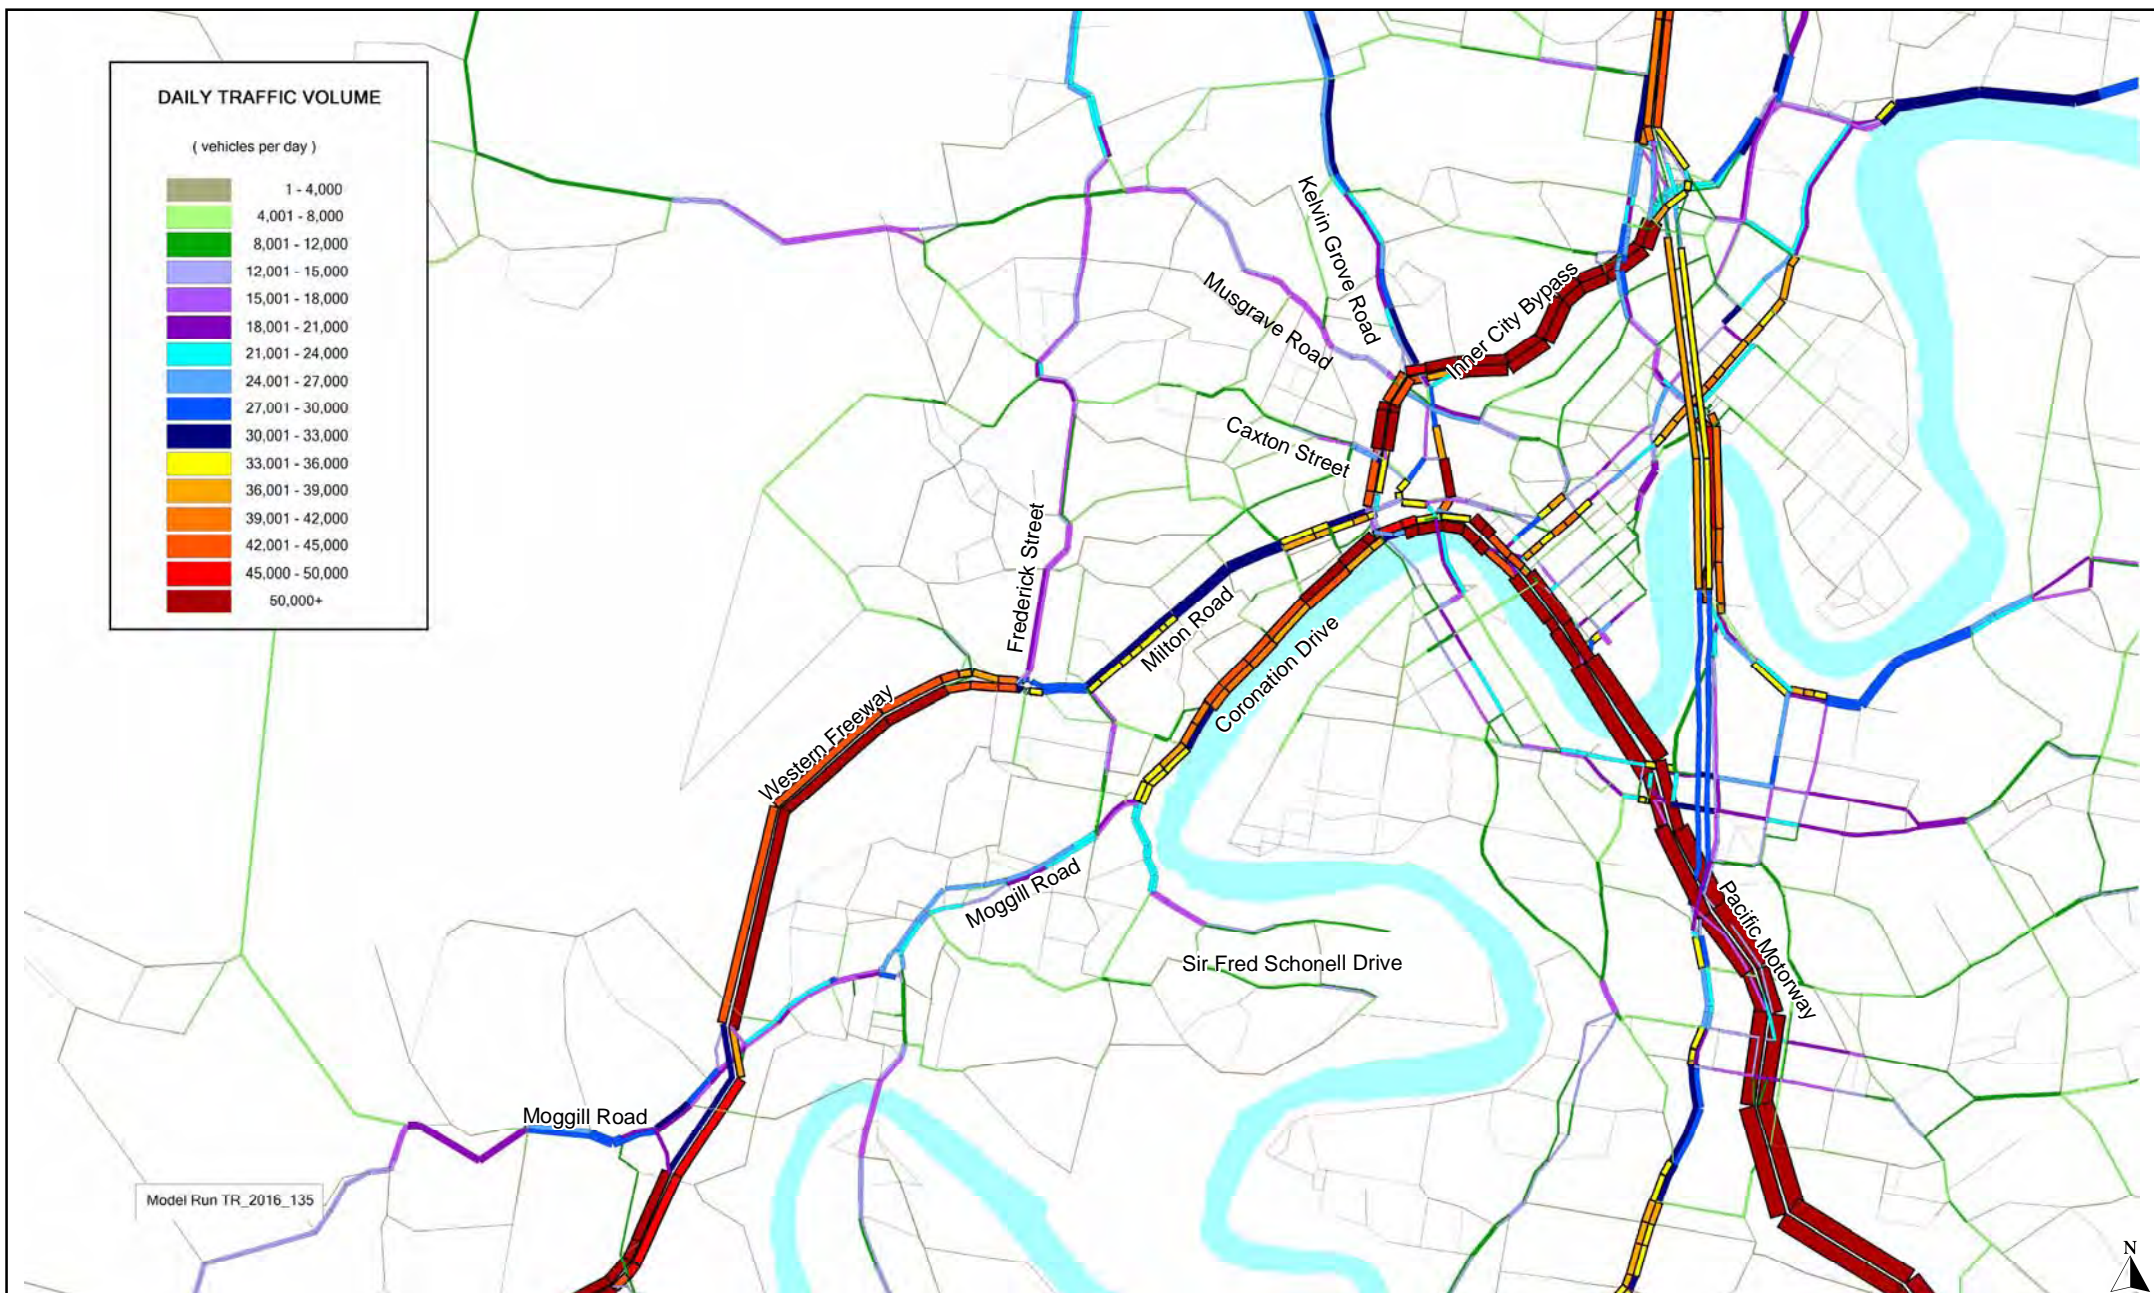 DAILY TRAFFIC VOLUME
( vehicles per day )
1 - 4,000
4,001 - 8,000
8,001 - 12,000
12,001 - 15,000
15,001 - 18,000
18,001 - 21,000
21,001 - 24,000
24,001 - 27,000
27,001 - 30,000
30,001 - 33,000
33,001 - 36,000
36,001 - 39,000
39,001 - 42,000
42,001 - 45,000
45,000 - 50,000
50,000+
Kelvin Grove Road
Musgrave Road
Inner City Bypass
Caxton Street
Frederick Street
Milton Road
Coronation Drive
Western Freeway
Moggill Road
Sir Fred Schonell Drive
Pacific Motorway
Moggill Road
Model Run TR_2016_135
N